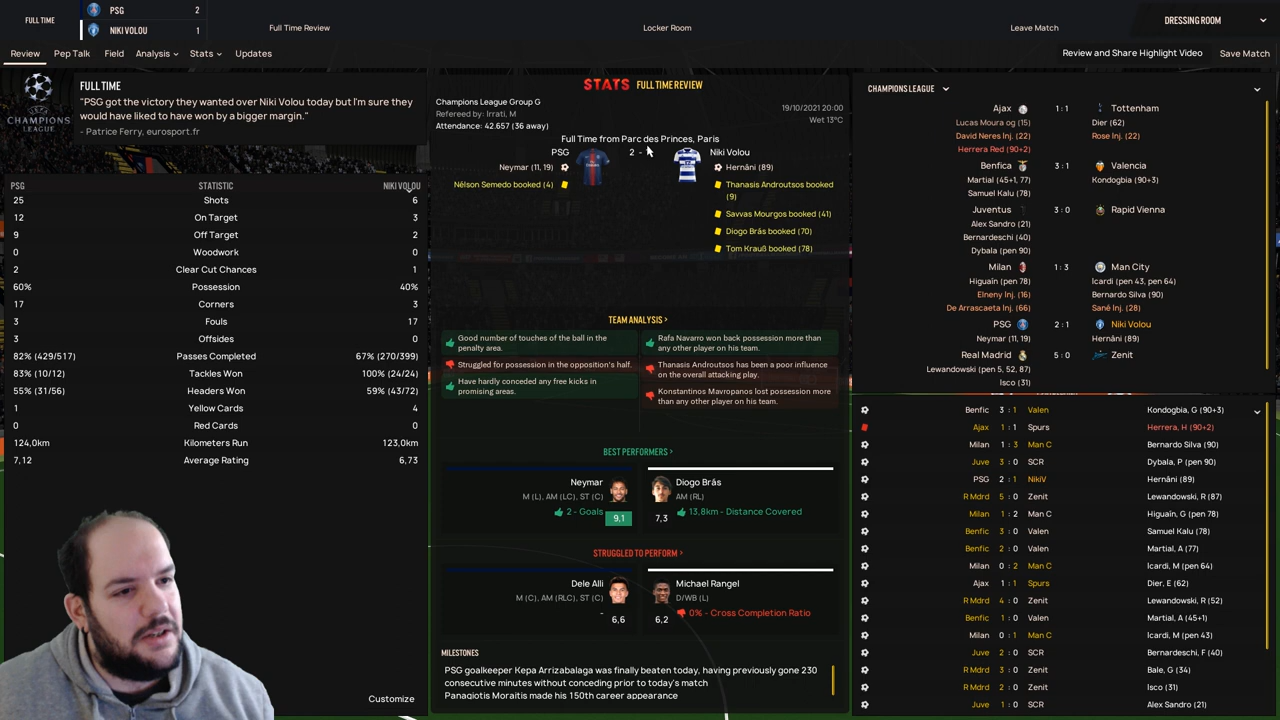 FULL TIME
PSG 2
NIKI VOLOU 1
Full Time Review
Locker Room
Leave Match
DRESSING ROOM
Review
Pep Talk
Field
Analysis
Stats
Updates
Review and Share Highlight Video
Save Match
CHAMPIONS LEAGUE
FULL TIME
"PSG got the victory they wanted over Niki Volou today but I'm sure they
would have liked to have won by a bigger margin."
- Patrice Ferry, eurosport.fr
PSG STATISTIC NIKI VOLOU
25 Shots 6
12 On Target 3
9 Off Target 2
0 Woodwork 0
2 Clear Cut Chances 1
60% Possession 40%
17 Corners 3
3 Fouls 17
3 Offsides 0
82% (429/517) Passes Completed 67% (270/399)
83% (10/12) Tackles Won 100% (24/24)
55% (31/56) Headers Won 59% (43/72)
1 Yellow Cards 4
0 Red Cards 0
124,0km Kilometers Run 123,0km
7,12 Average Rating 6,73
Customize
STATS FULL TIME REVIEW
Champions League Group G
Refereed by: Irrati, M
Attendance: 42.657 (36 away)
19/10/2021 20:00
Wet 13°C
Full Time from Parc des Princes, Paris
PSG 2 - Niki Volou
Neymar (11, 19) Hernâni (89)
Nélson Semedo booked (4) Thanasis Androutsos booked
(9)
Savvas Mourgos booked (41)
Diogo Brás booked (70)
Tom Krauß booked (78)
TEAM ANALYSIS >
Good number of touches of the ball in the
penalty area.
Struggled for possession in the opposition's half.
Have hardly conceded any free kicks in
promising areas.
Rafa Navarro won back possession more than
any other player on his team.
Thanasis Androutsos has been a poor influence
on the overall attacking play.
Konstantinos Mavropanos lost possession more
than any other player on his team.
BEST PERFORMERS >
Neymar
M (L), AM (LC), ST (C)
2 - Goals 9,1
Diogo Brás
AM (RL)
7,3 13,8km - Distance Covered
STRUGGLED TO PERFORM >
Dele Alli
M (C), AM (RLC), ST (C)
- 6,6
Michael Rangel
D/WB (L)
6,2 0% - Cross Completion Ratio
MILESTONES
PSG goalkeeper Kepa Arrizabalaga was finally beaten today, having previously gone 230
consecutive minutes without conceding prior to today's match
Panagiotis Moraitis made his 150th career appearance
CHAMPIONS LEAGUE
Ajax 1 : 1 Tottenham
Lucas Moura og (15) Dier (62)
David Neres Inj. (22) Rose Inj. (22)
Herrera Red (90+2)
Benfica 3 : 1 Valencia
Martial (45+1, 77) Kondogbia (90+3)
Samuel Kalu (78)
Juventus 3 : 0 Rapid Vienna
Alex Sandro (21)
Bernardeschi (40)
Dybala (pen 90)
Milan 1 : 3 Man City
Higuaín (pen 78) Icardi (pen 43, pen 64)
Elneny Inj. (16) Bernardo Silva (90)
De Arrascaeta Inj. (66) Sané Inj. (28)
PSG 2 : 1 Niki Volou
Neymar (11, 19) Hernâni (89)
Real Madrid 5 : 0 Zenit
Lewandowski (pen 5, 52, 87)
Isco (31)
Benfic 3 : 1 Valen Kondogbia, G (90+3)
Ajax 1 : 1 Spurs Herrera, H (90+2)
Milan 1 : 3 Man C Bernardo Silva (90)
Juve 3 : 0 SCR Dybala, P (pen 90)
PSG 2 : 1 NikiV Hernâni (89)
R Mdrd 5 : 0 Zenit Lewandowski, R (87)
Milan 1 : 2 Man C Higuaín, G (pen 78)
Benfic 3 : 0 Valen Samuel Kalu (78)
Benfic 2 : 0 Valen Martial, A (77)
Milan 0 : 2 Man C Icardi, M (pen 64)
Ajax 1 : 1 Spurs Dier, E (62)
R Mdrd 4 : 0 Zenit Lewandowski, R (52)
Benfic 1 : 0 Valen Martial, A (45+1)
Milan 0 : 1 Man C Icardi, M (pen 43)
Juve 2 : 0 SCR Bernardeschi, F (40)
R Mdrd 3 : 0 Zenit Bale, G (34)
R Mdrd 2 : 0 Zenit Isco (31)
Juve 1 : 0 SCR Alex Sandro (21)